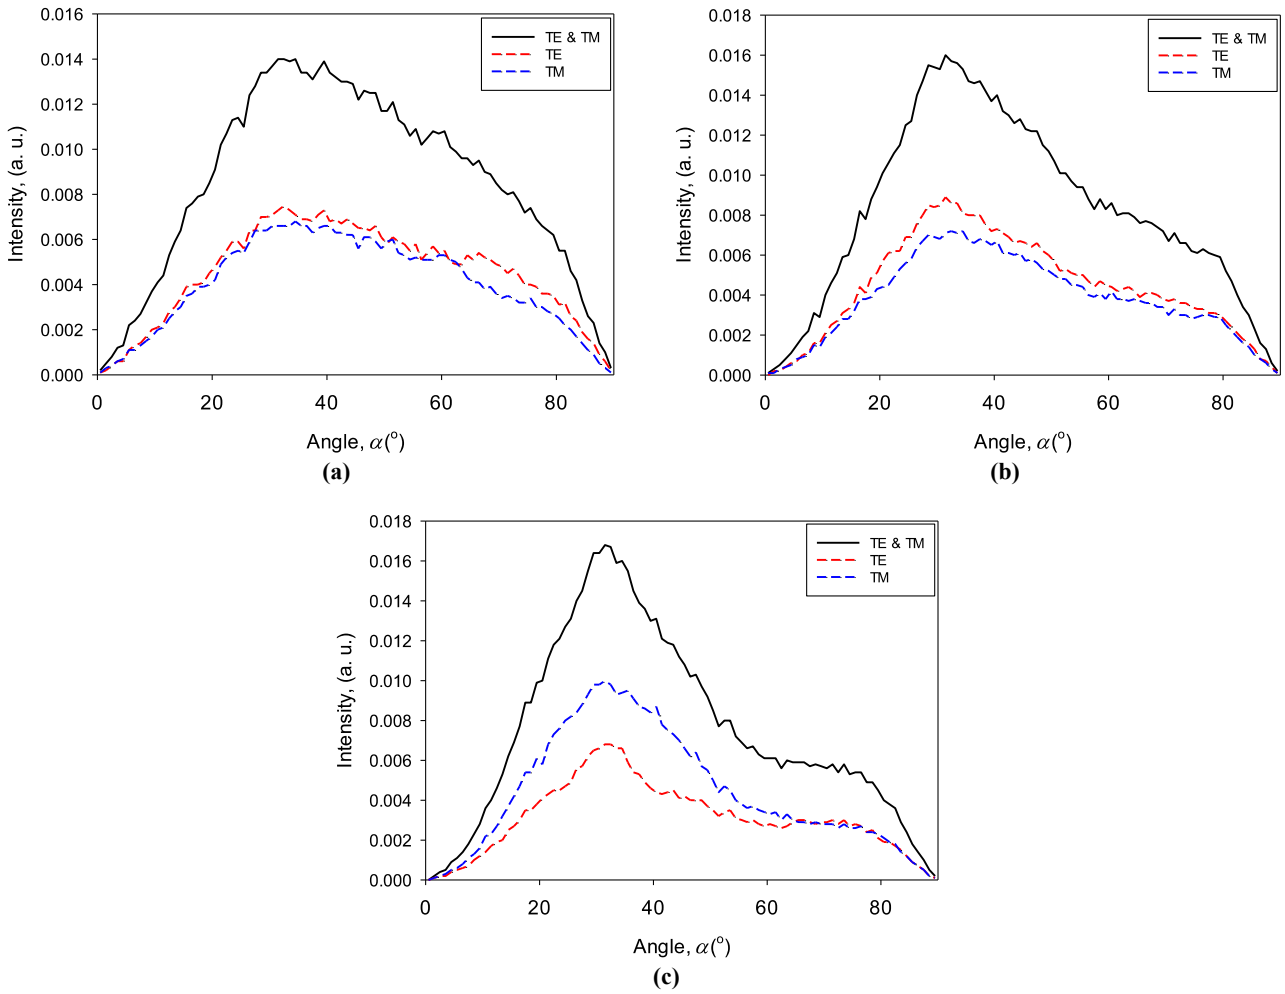 0.016
0.014
0.012
0.010
0.008
0.006
0.004
0.002
0.000
Intensity, (a. u.)
TE & TM
TE
TM
0 20 40 60 80
Angle, α(o)
(a)
0.018
0.016
0.014
0.012
0.010
0.008
0.006
0.004
0.002
0.000
Intensity, (a. u.)
TE & TM
TE
TM
0 20 40 60 80
Angle, α(o)
(b)
0.018
0.016
0.014
0.012
0.010
0.008
0.006
0.004
0.002
0.000
Intensity, (a. u.)
TE & TM
TE
TM
0 20 40 60 80
Angle, α(o)
(c)